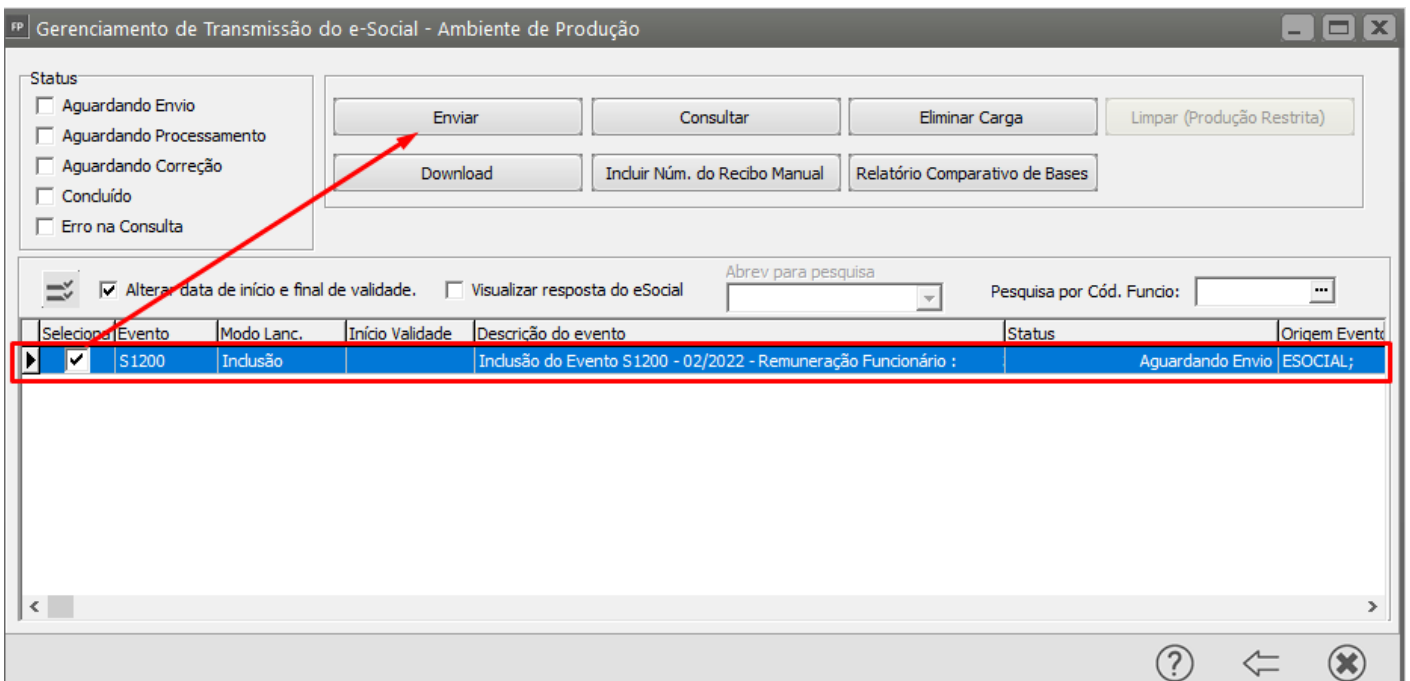 FP Gerenciamento de Transmissão do e-Social - Ambiente de Produção
Status
Aguardando Envio
Aguardando Processamento
Aguardando Correção
Concluído
Erro na Consulta
Enviar Consultar Eliminar Carga Limpar (Produção Restrita)
Download Incluir Núm. do Recibo Manual Relatório Comparativo de Bases
Abrev para pesquisa
Alterar data de início e final de validade. Visualizar resposta do eSocial Pesquisa por Cód. Funcio: ...
Seleciona Evento Modo Lanc. Início Validade Descrição do evento Status Origem Evento
S1200 Inclusão Inclusão do Evento S1200 - 02/2022 - Remuneração Funcionário : Aguardando Envio ESOCIAL;